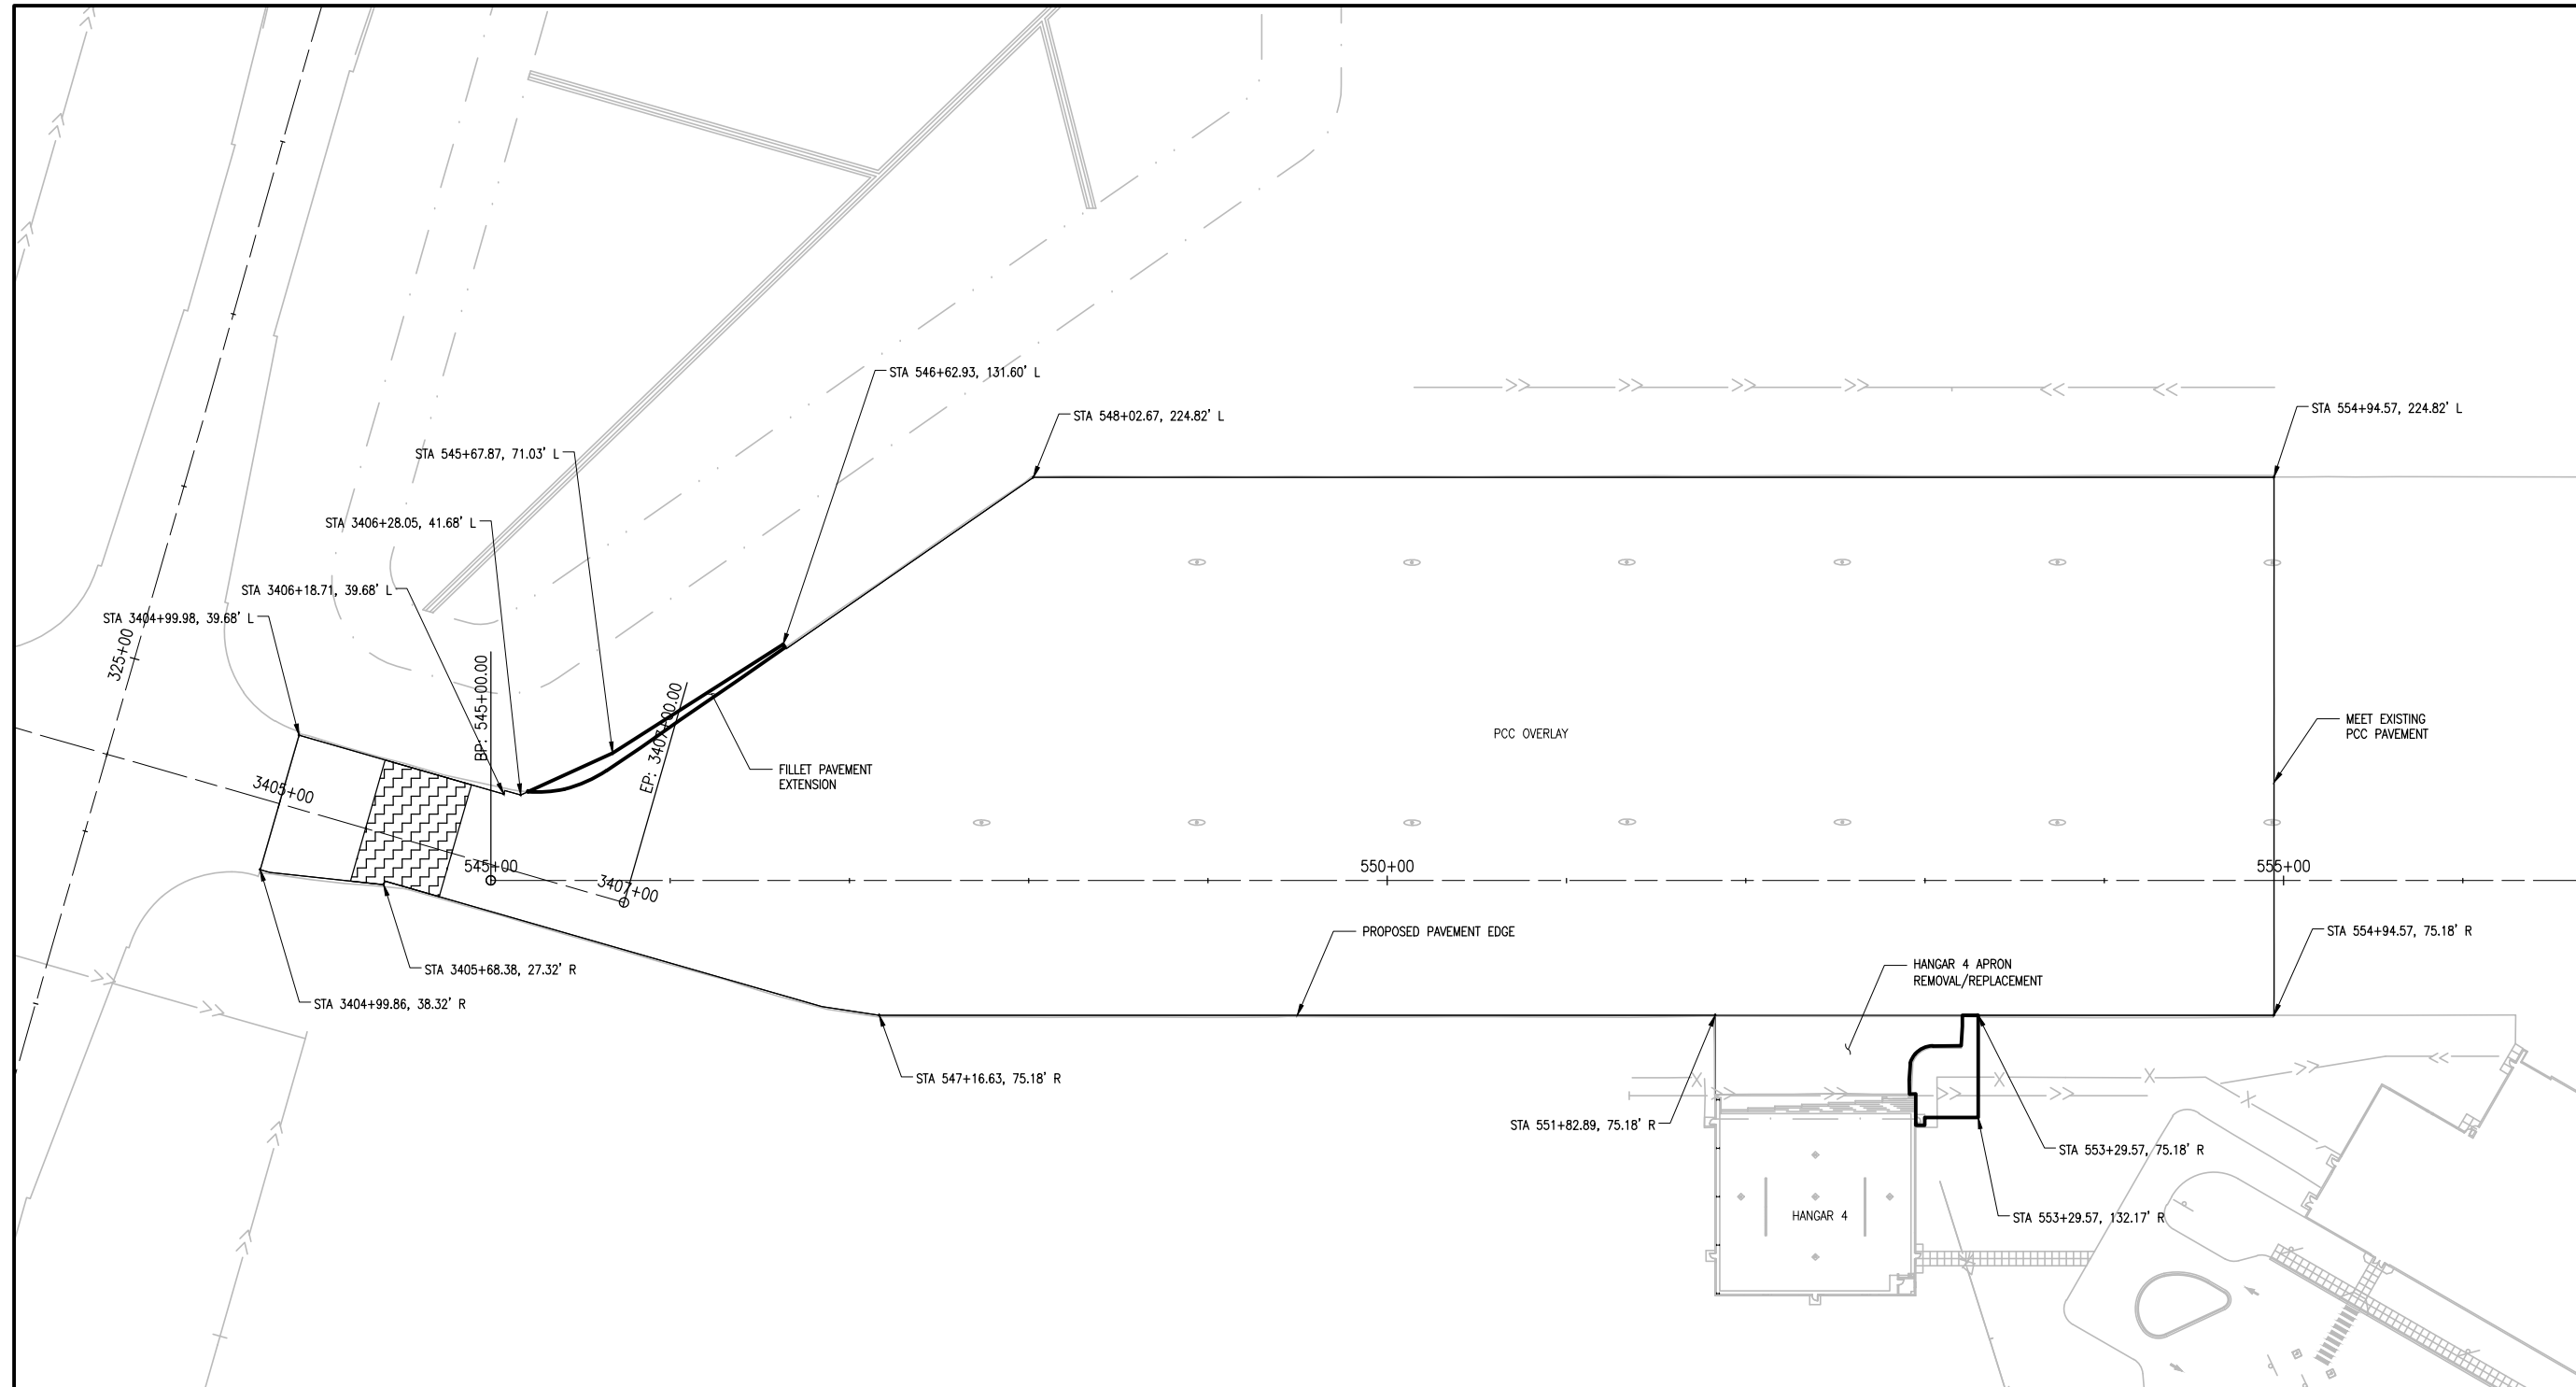 STA 546+62.93, 131.60' L
STA 548+02.67, 224.82' L
STA 554+94.57, 224.82' L
STA 545+67.87, 71.03' L
STA 3406+28.05, 41.68' L
STA 3406+18.71, 39.68' L
STA 3404+99.98, 39.68' L
325+00
BP: 545+00.00
EP: 3407+00.00
PCC OVERLAY
MEET EXISTING
PCC PAVEMENT
FILLET PAVEMENT
EXTENSION
3405+00
545+00
3407+00
550+00
555+00
PROPOSED PAVEMENT EDGE
STA 554+94.57, 75.18' R
HANGAR 4 APRON
REMOVAL/REPLACEMENT
STA 3405+68.38, 27.32' R
STA 3404+99.86, 38.32' R
STA 547+16.63, 75.18' R
STA 551+82.89, 75.18' R
STA 553+29.57, 75.18' R
STA 553+29.57, 132.17' R
HANGAR 4